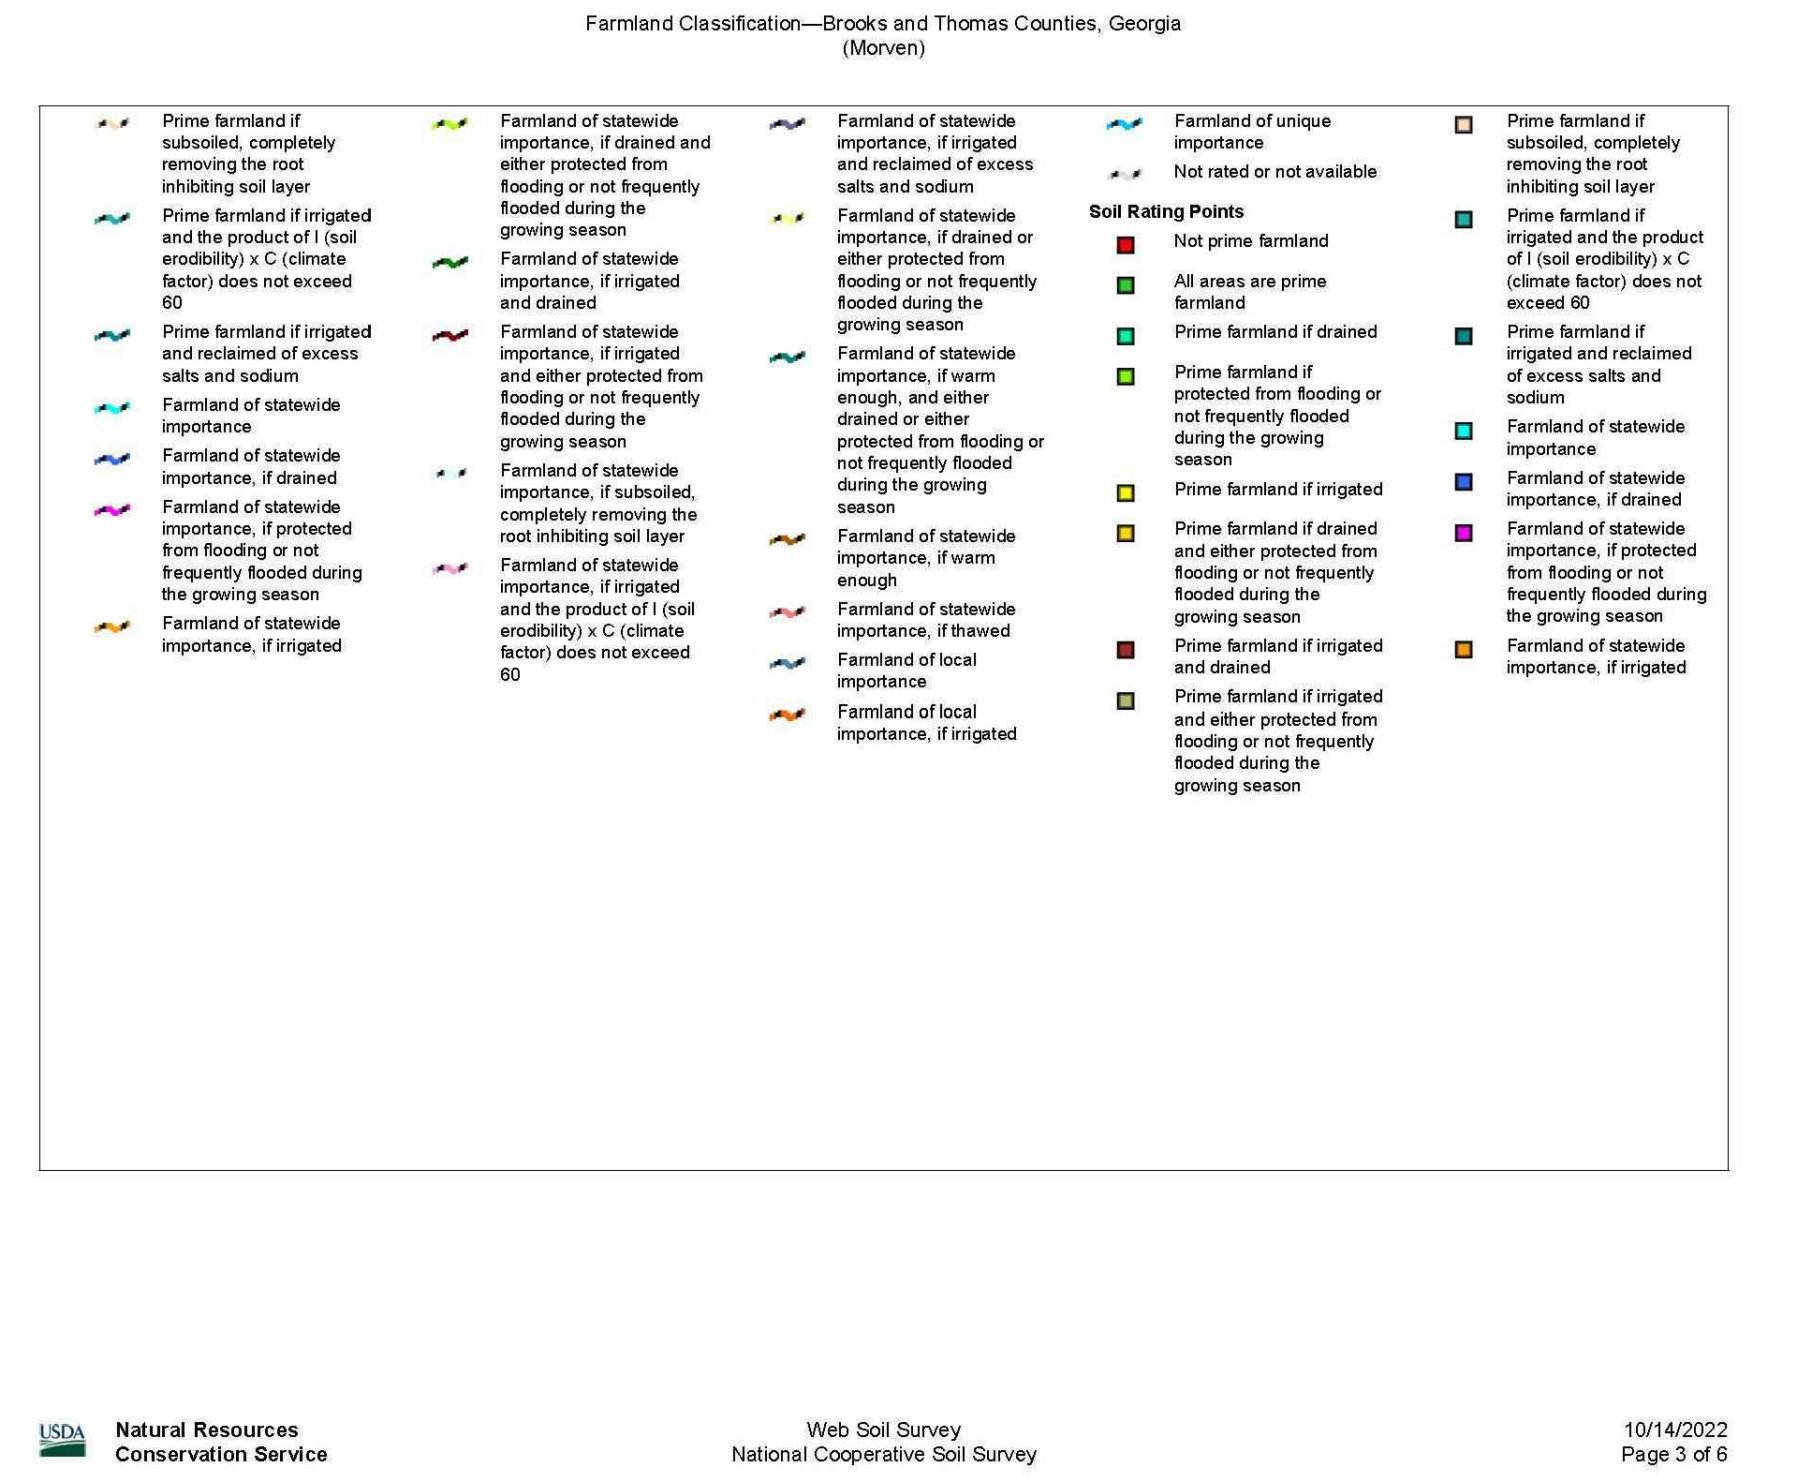 Farmland Classification—Brooks and Thomas Counties, Georgia
(Morven)
Prime farmland if
subsoiled, completely
removing the root
inhibiting soil layer
Prime farmland if irrigated
and the product of I (soil
erodibility) x C (climate
factor) does not exceed
60
Prime farmland if irrigated
and reclaimed of excess
salts and sodium
Farmland of statewide
importance
Farmland of statewide
importance, if drained
Farmland of statewide
importance, if protected
from flooding or not
frequently flooded during
the growing season
Farmland of statewide
importance, if irrigated
Farmland of statewide
importance, if drained and
either protected from
flooding or not frequently
flooded during the
growing season
Farmland of statewide
importance, if irrigated
and drained
Farmland of statewide
importance, if irrigated
and either protected from
flooding or not frequently
flooded during the
growing season
Farmland of statewide
importance, if subsoiled,
completely removing the
root inhibiting soil layer
Farmland of statewide
importance, if irrigated
and the product of I (soil
erodibility) x C (climate
factor) does not exceed
60
Farmland of statewide
importance, if irrigated
and reclaimed of excess
salts and sodium
Farmland of statewide
importance, if drained or
either protected from
flooding or not frequently
flooded during the
growing season
Farmland of statewide
importance, if warm
enough, and either
drained or either
protected from flooding or
not frequently flooded
during the growing
season
Farmland of statewide
importance, if warm
enough
Farmland of statewide
importance, if thawed
Farmland of local
importance
Farmland of local
importance, if irrigated
Farmland of unique
importance
Not rated or not available
Soil Rating Points
Not prime farmland
All areas are prime
farmland
Prime farmland if drained
Prime farmland if
protected from flooding or
not frequently flooded
during the growing
season
Prime farmland if irrigated
Prime farmland if drained
and either protected from
flooding or not frequently
flooded during the
growing season
Prime farmland if irrigated
and drained
Prime farmland if irrigated
and either protected from
flooding or not frequently
flooded during the
growing season
Prime farmland if
subsoiled, completely
removing the root
inhibiting soil layer
Prime farmland if
irrigated and the product
of I (soil erodibility) x C
(climate factor) does not
exceed 60
Prime farmland if
irrigated and reclaimed
of excess salts and
sodium
Farmland of statewide
importance
Farmland of statewide
importance, if drained
Farmland of statewide
importance, if protected
from flooding or not
frequently flooded during
the growing season
Farmland of statewide
importance, if irrigated
USDA
Natural Resources
Conservation Service
Web Soil Survey
National Cooperative Soil Survey
10/14/2022
Page 3 of 6